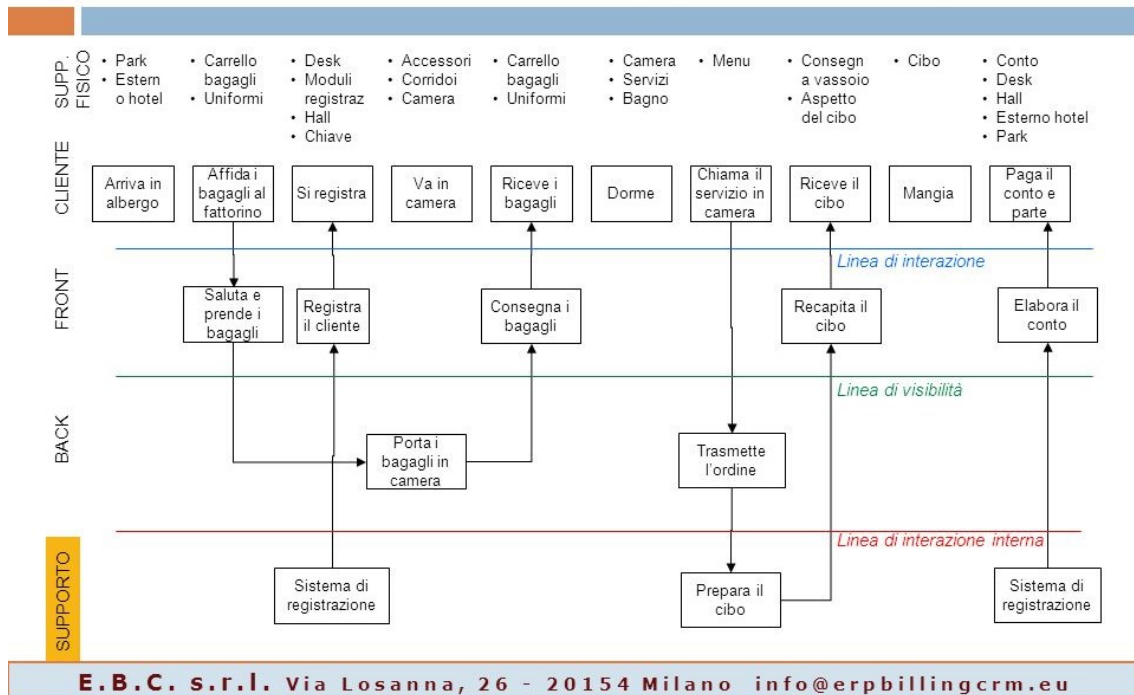 SUPP.
FISICO
• Park
• Estern
o hotel
• Carrello
bagagli
• Uniformi
• Desk
• Moduli
registraz
• Hall
• Chiave
• Accessori
• Corridoi
• Camera
• Carrello
bagagli
• Uniformi
• Camera
• Servizi
• Bagno
• Menu
• Consegn
a vassoio
• Aspetto
del cibo
• Cibo
• Conto
• Desk
• Hall
• Esterno hotel
• Park
CLIENTE
Arriva in
albergo
Affida i
bagagli al
fattorino
Si registra
Va in
camera
Riceve i
bagagli
Dorme
Chiama il
servizio in
camera
Riceve il
cibo
Mangia
Paga il
conto e
parte
Linea di interazione
FRONT
Saluta e
prende i
bagagli
Registra
il cliente
Consegna i
bagagli
Recapita il
cibo
Elabora il
conto
Linea di visibilità
BACK
Porta i
bagagli in
camera
Trasmette
l'ordine
Linea di interazione interna
SUPPORTO
Sistema di
registrazione
Prepara il
cibo
Sistema di
registrazione
E.B.C. s.r.l. Via Losanna, 26 - 20154 Milano info@erpbillingcrm.eu